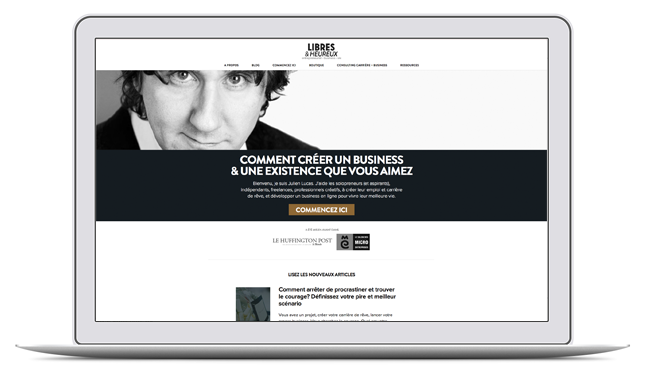 LIBRES
& HEUREUX
A PROPOS BLOG COMMENCEZ ICI BOUTIQUE CONSULTING CARRIÈRE + BUSINESS RESSOURCES
COMMENT CRÉER UN BUSINESS
& UNE EXISTENCE QUE VOUS AIMEZ
Bienvenu, je suis Julien Lucas. J'aide les solopreneurs (et aspirants),
indépendants, freelances, professionnels créatifs, à créer leur emploi et carrière
de rêve, et développer un business en ligne pour vivre leur meilleure vie.
COMMENCEZ ICI
LE HUFFINGTON POST
MICRO
LISEZ LES NOUVEAUX ARTICLES
Comment arrêter de procrastiner et trouver
le courage? Définissez votre pire et meilleur
scénario
Vous avez un projet, créer votre carrière de rêve, lancer votre